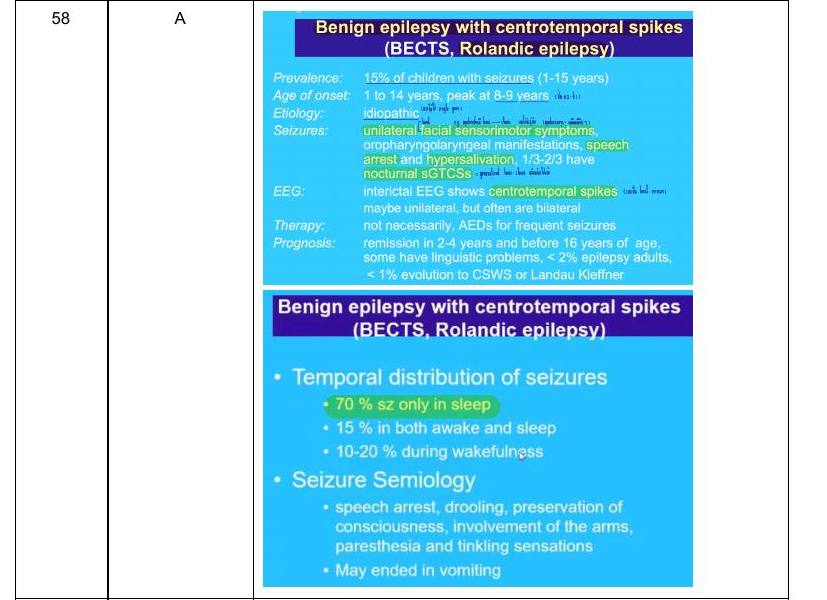 58
A
Benign epilepsy with centrotemporal spikes
(BECTS, Rolandic epilepsy)
Prevalence: 15% of children with seizures (1-15 years)
Age of onset: 1 to 14 years, peak at 8-9 years
Etiology: idiopathic
Seizures: unilateral facial sensorimotor symptoms,
oropharyngolaryngeal manifestations, speech
arrest and hypersalivation, 1/3-2/3 have
nocturnal sGTCSs
EEG: interictal EEG shows centrotemporal spikes
maybe unilateral, but often are bilateral
Therapy: not necessarily, AEDs for frequent seizures
Prognosis: remission in 2-4 years and before 16 years of age,
some have linguistic problems, < 2% epilepsy adults,
< 1% evolution to CSWS or Landau Kleffner
Benign epilepsy with centrotemporal spikes
(BECTS, Rolandic epilepsy)
• Temporal distribution of seizures
• 70 % sz only in sleep
• 15 % in both awake and sleep
• 10-20 % during wakefulness
• Seizure Semiology
• speech arrest, drooling, preservation of
consciousness, involvement of the arms,
paresthesia and tinkling sensations
• May ended in vomiting